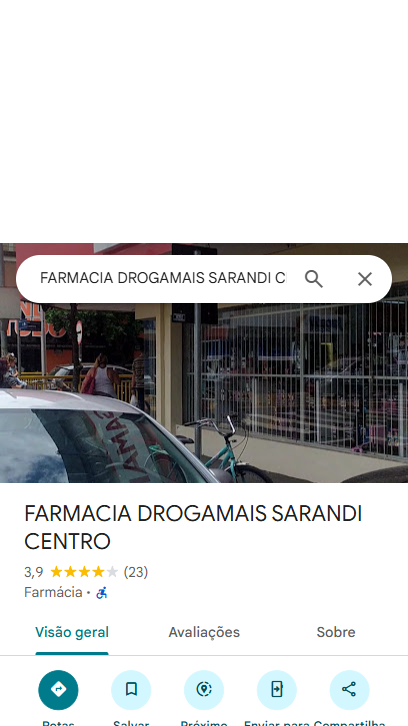 FARMACIA DROGAMAIS SARANDI C
FARMACIA DROGAMAIS SARANDI
CENTRO
3,9 (23)
Farmácia •
Visão geral Avaliações Sobre
Rotas Salvar Próximo Enviar para Compartilha